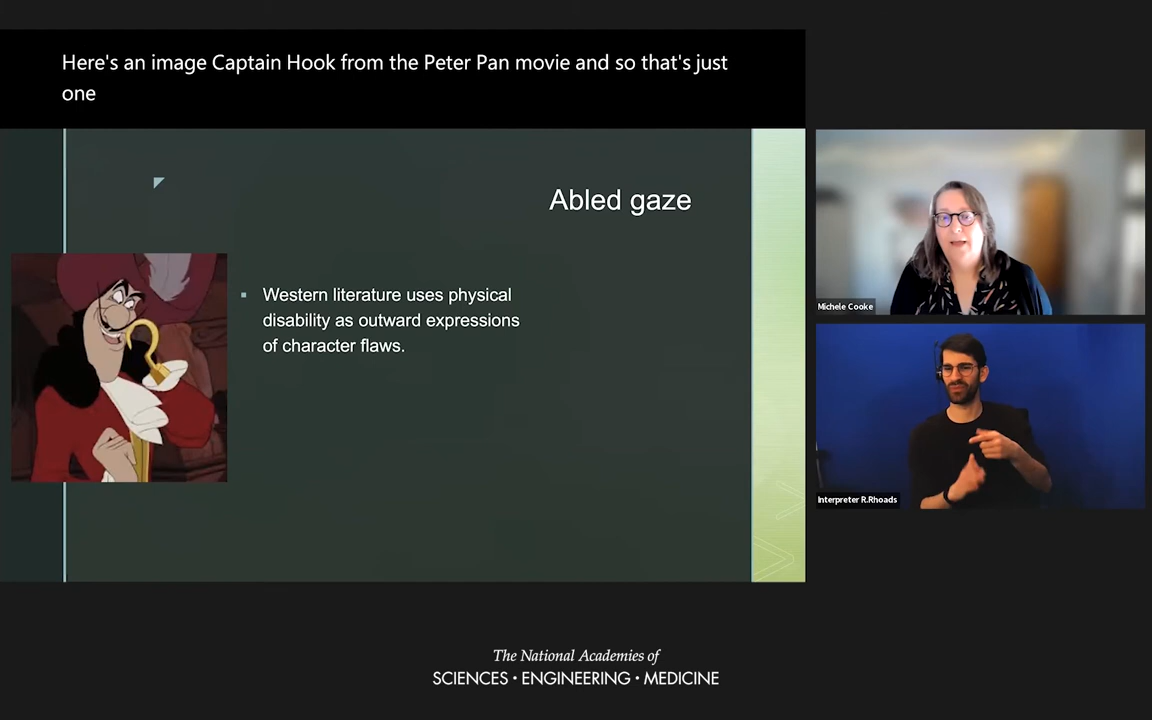 Here's an image Captain Hook from the Peter Pan movie and so that's just
one
Abled gaze
Western literature uses physical
disability as outward expressions
of character flaws.
Michele Cooke
Interpreter R.Rhoads
The National Academies of
SCIENCES · ENGINEERING · MEDICINE